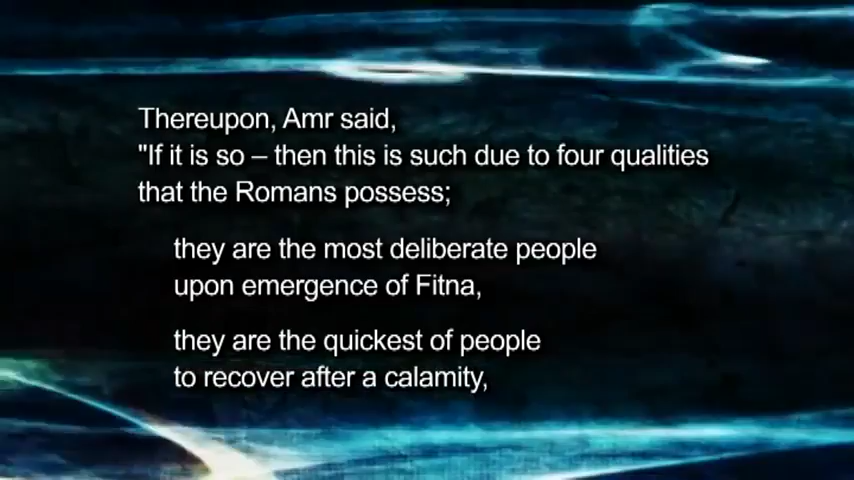 Thereupon, Amr said,
"If it is so – then this is such due to four qualities
that the Romans possess;
they are the most deliberate people
upon emergence of Fitna,
they are the quickest of people
to recover after a calamity,